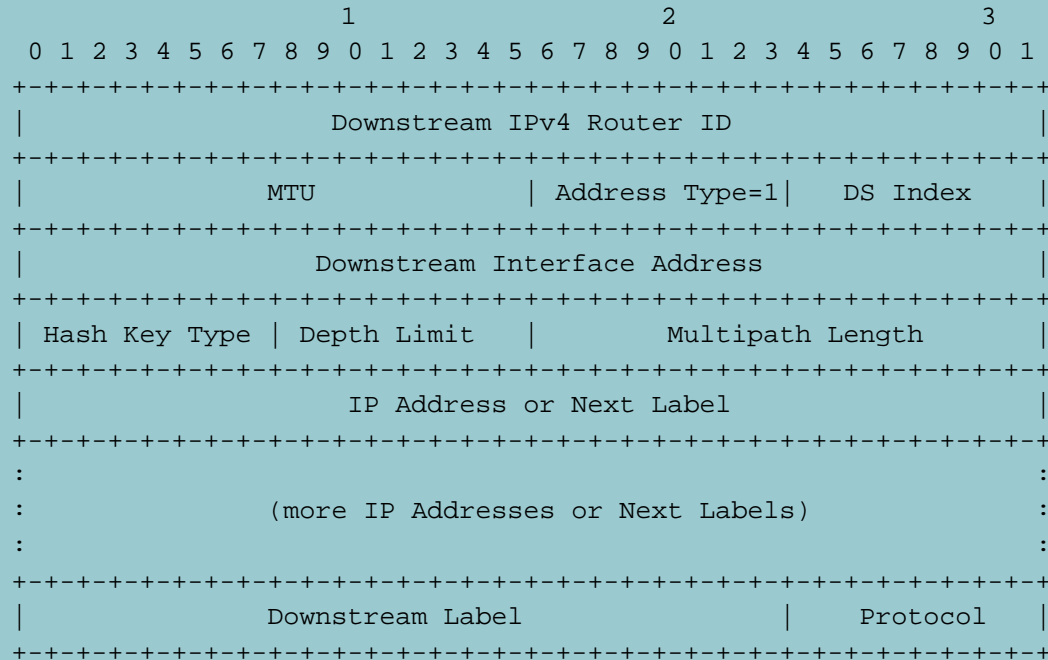 1                   2                   3
 0 1 2 3 4 5 6 7 8 9 0 1 2 3 4 5 6 7 8 9 0 1 2 3 4 5 6 7 8 9 0 1
+-+-+-+-+-+-+-+-+-+-+-+-+-+-+-+-+-+-+-+-+-+-+-+-+-+-+-+-+-+-+-+-+
|                   Downstream IPv4 Router ID                   |
+-+-+-+-+-+-+-+-+-+-+-+-+-+-+-+-+-+-+-+-+-+-+-+-+-+-+-+-+-+-+-+-+
|               MTU             | Address Type=1|   DS Index    |
+-+-+-+-+-+-+-+-+-+-+-+-+-+-+-+-+-+-+-+-+-+-+-+-+-+-+-+-+-+-+-+-+
|                  Downstream Interface Address                 |
+-+-+-+-+-+-+-+-+-+-+-+-+-+-+-+-+-+-+-+-+-+-+-+-+-+-+-+-+-+-+-+-+
| Hash Key Type | Depth Limit   |        Multipath Length       |
+-+-+-+-+-+-+-+-+-+-+-+-+-+-+-+-+-+-+-+-+-+-+-+-+-+-+-+-+-+-+-+-+
|                    IP Address or Next Label                   |
+-+-+-+-+-+-+-+-+-+-+-+-+-+-+-+-+-+-+-+-+-+-+-+-+-+-+-+-+-+-+-+-+
:                                                               :
:               (more IP Addresses or Next Labels)              :
:                                                               :
+-+-+-+-+-+-+-+-+-+-+-+-+-+-+-+-+-+-+-+-+-+-+-+-+-+-+-+-+-+-+-+-+
|               Downstream Label                |    Protocol   |
+-+-+-+-+-+-+-+-+-+-+-+-+-+-+-+-+-+-+-+-+-+-+-+-+-+-+-+-+-+-+-+-+